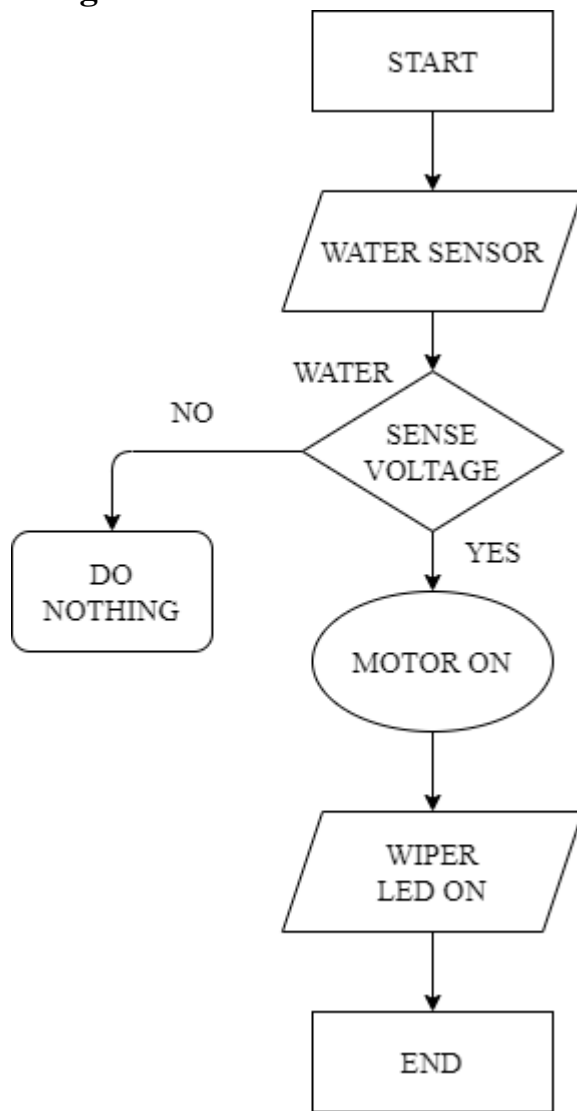 START
WATER SENSOR
WATER
SENSE
VOLTAGE
NO
YES
DO
NOTHING
MOTOR ON
WIPER
LED ON
END